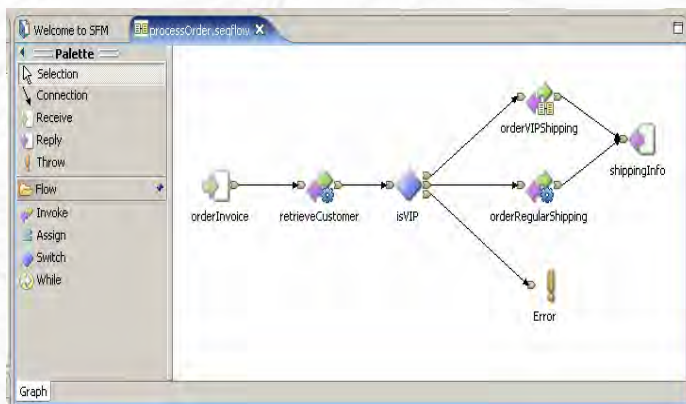 Welcome to SFM
processOrder.seqflow
Palette
Selection
Connection
Receive
Reply
Throw
Flow
Invoke
Assign
Switch
While
orderVIPShipping
shippingInfo
orderInvoice
retrieveCustomer
isVIP
orderRegularShipping
Error
Graph